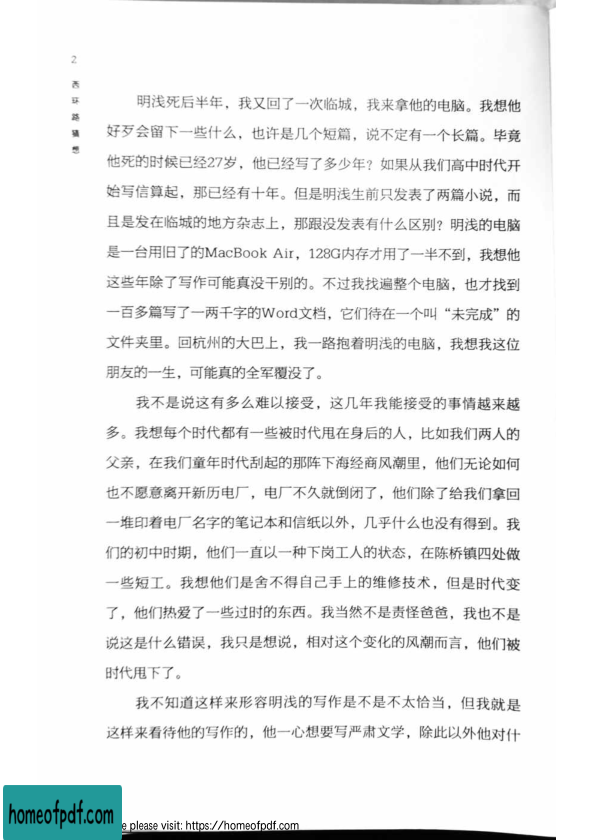 2
西环路猜想
明浅死后半年，我又回了一次临城，我来拿他的电脑。我想他
好歹会留下一些什么，也许是几个短篇，说不定有一个长篇。毕竟
他死的时候已经27岁，他已经写了多少年？如果从我们高中时代开
始写信算起，那已经有十年。但是明浅生前只发表了两篇小说，而
且是发在临城的地方杂志上，那跟没发表有什么区别？明浅的电脑
是一台用旧了的MacBook Air，128G内存才用了一半不到，我想他
这些年除了写作可能真没干别的。不过我找遍整个电脑，也才找到
一百多篇写了一两千字的Word文档，它们待在一个叫“未完成”的
文件夹里。回杭州的大巴上，我一路抱着明浅的电脑，我想我这位
朋友的一生，可能真的全军覆没了。
我不是说这有多么难以接受，这几年我能接受的事情越来越
多。我想每个时代都有一些被时代甩在身后的人，比如我们两人的
父亲，在我们童年时代刮起的那阵下海经商风潮里，他们无论如何
也不愿意离开新历电厂，电厂不久就倒闭了，他们除了给我们拿回
一堆印着电厂名字的笔记本和信纸以外，几乎什么也没有得到。我
们的初中时期，他们一直以一种下岗工人的状态，在陈桥镇四处做
一些短工。我想他们是舍不得自己手上的维修技术，但是时代变
了，他们热爱了一些过时的东西。我当然不是责怪爸爸，我也不是
说这是什么错误，我只是想说，相对这个变化的风潮而言，他们被
时代甩下了。
我不知道这样来形容明浅的写作是不是不太恰当，但我就是
这样来看待他的写作的，他一心想要写严肃文学，除此以外他对什
homeofpdf.com
e please visit: https://homeofpdf.com